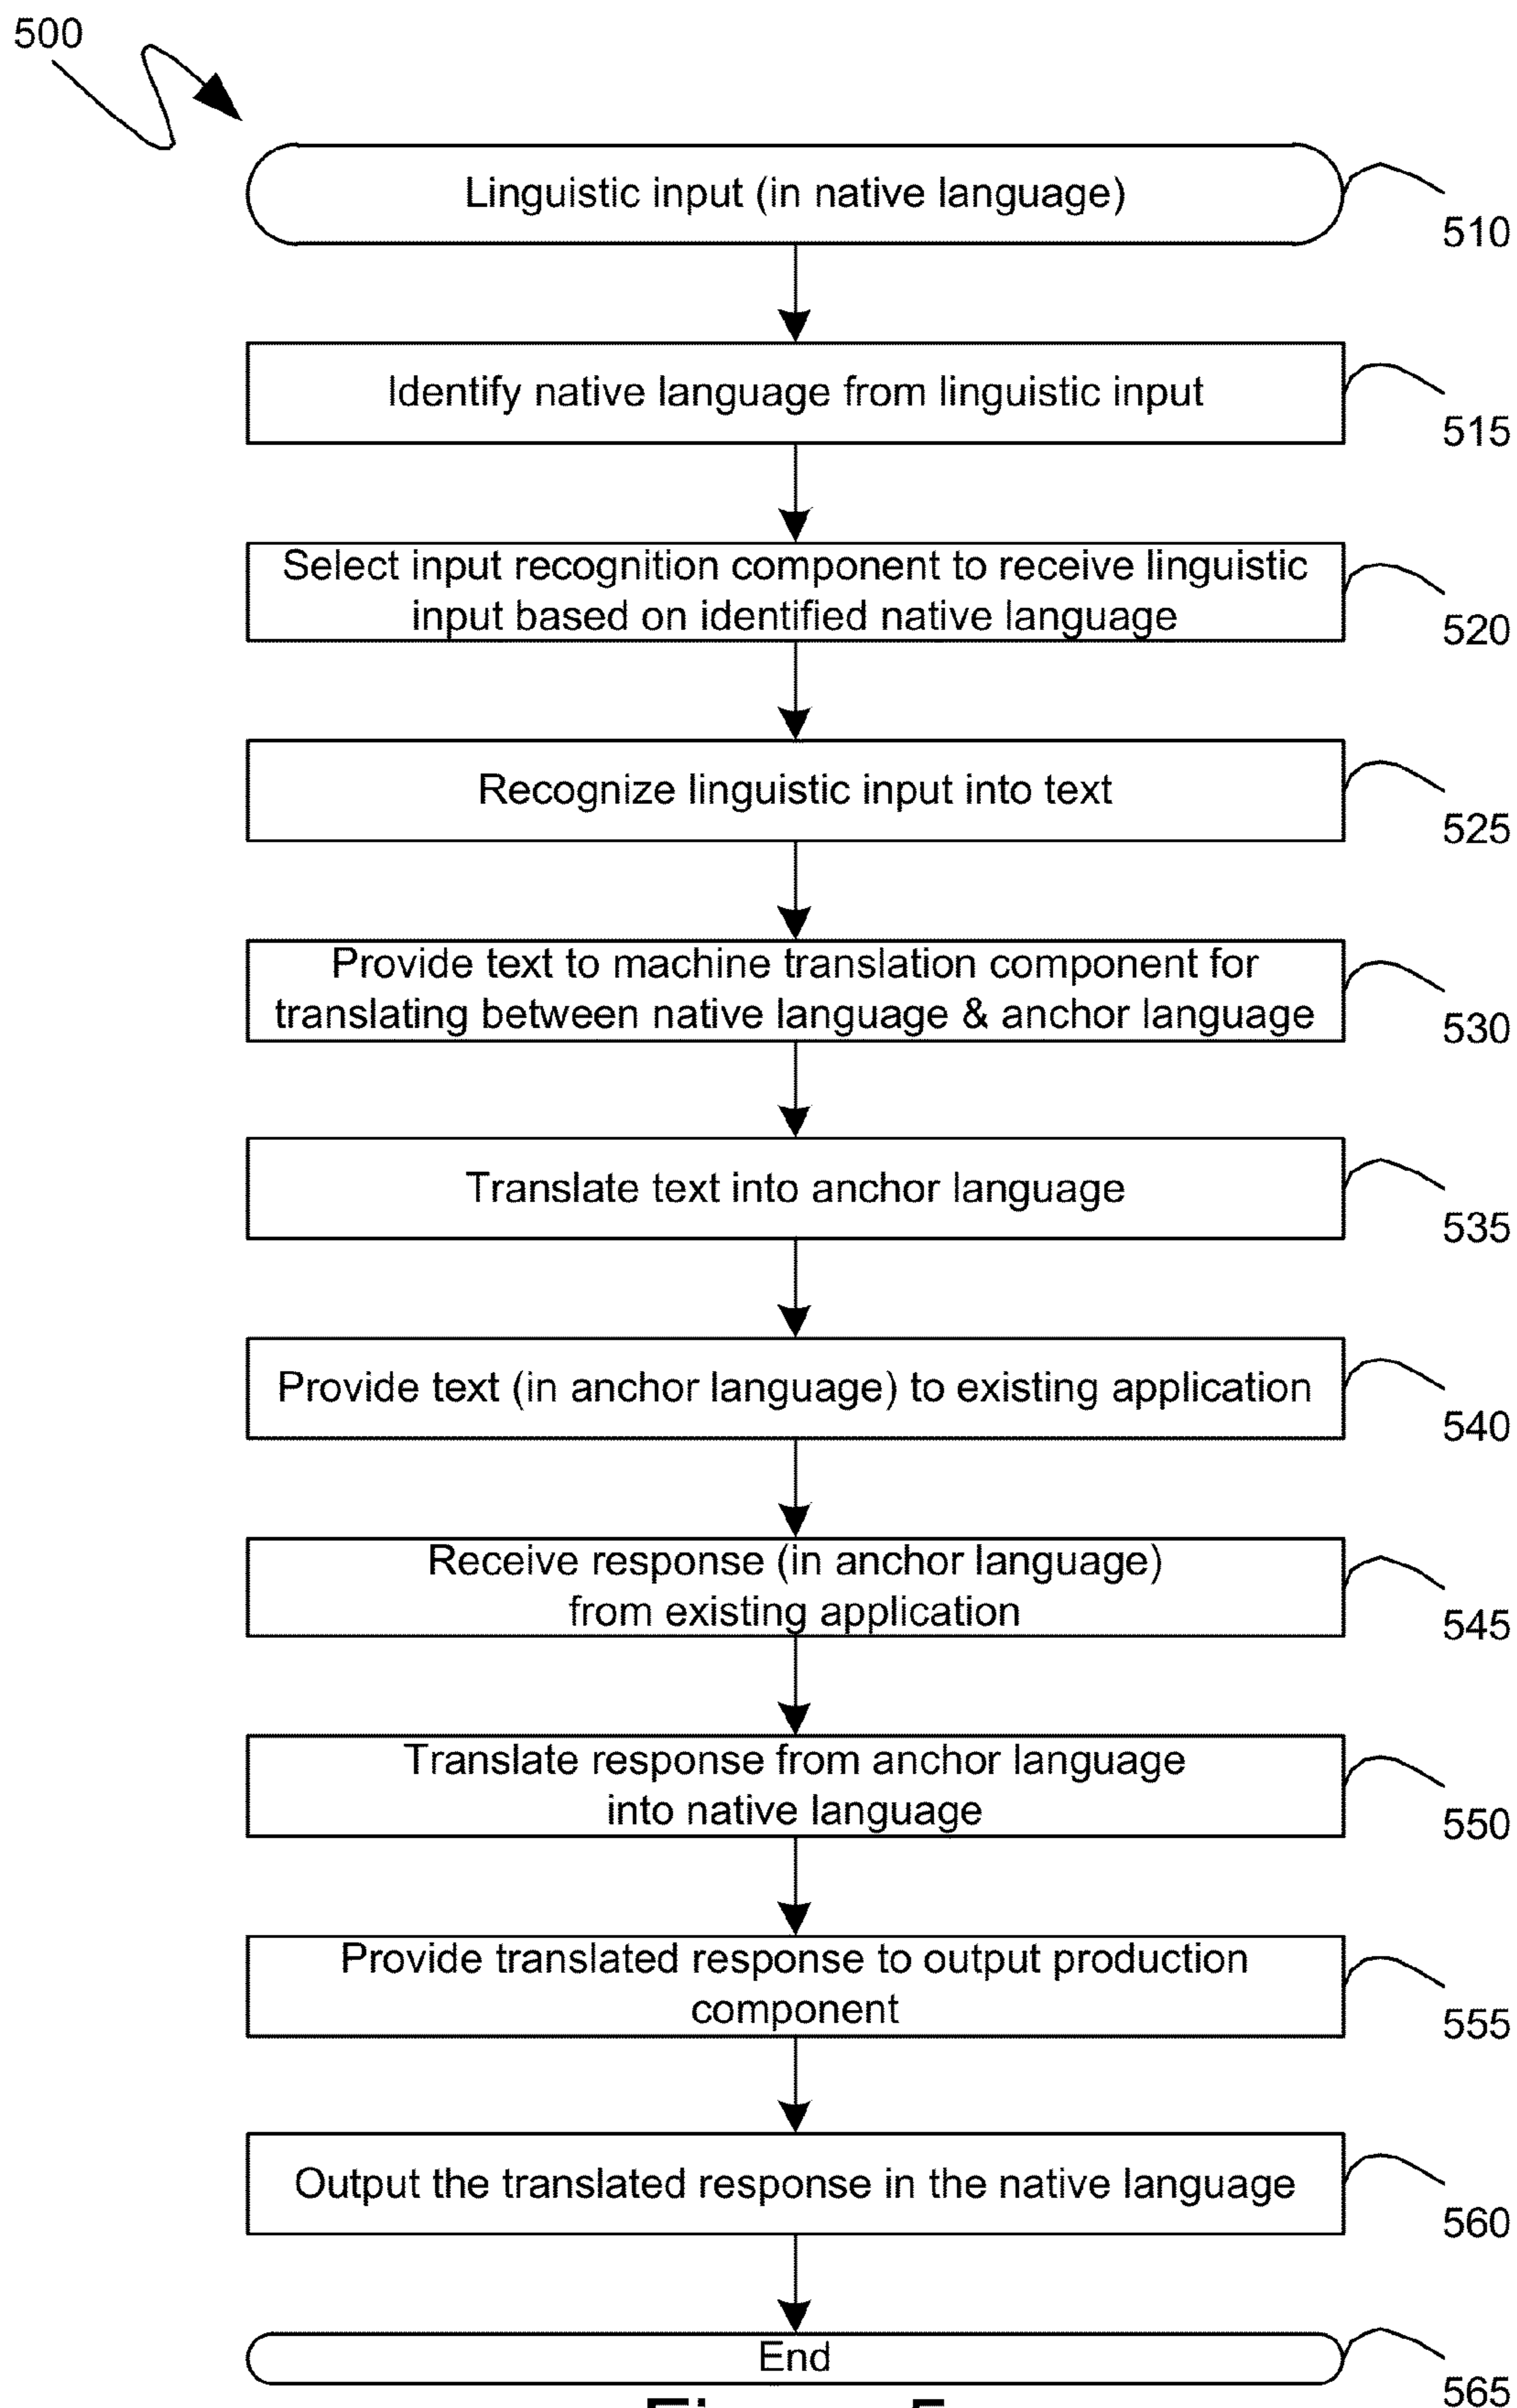 500
Linguistic input (in native language)
510
Identify native language from linguistic input
515
Select input recognition component to receive linguistic
input based on identified native language
520
Recognize linguistic input into text
525
Provide text to machine translation component for
translating between native language & anchor language
530
Translate text into anchor language
535
Provide text (in anchor language) to existing application
540
Receive response (in anchor language)
from existing application
545
Translate response from anchor language
into native language
550
Provide translated response to output production
component
555
Output the translated response in the native language
560
End
565